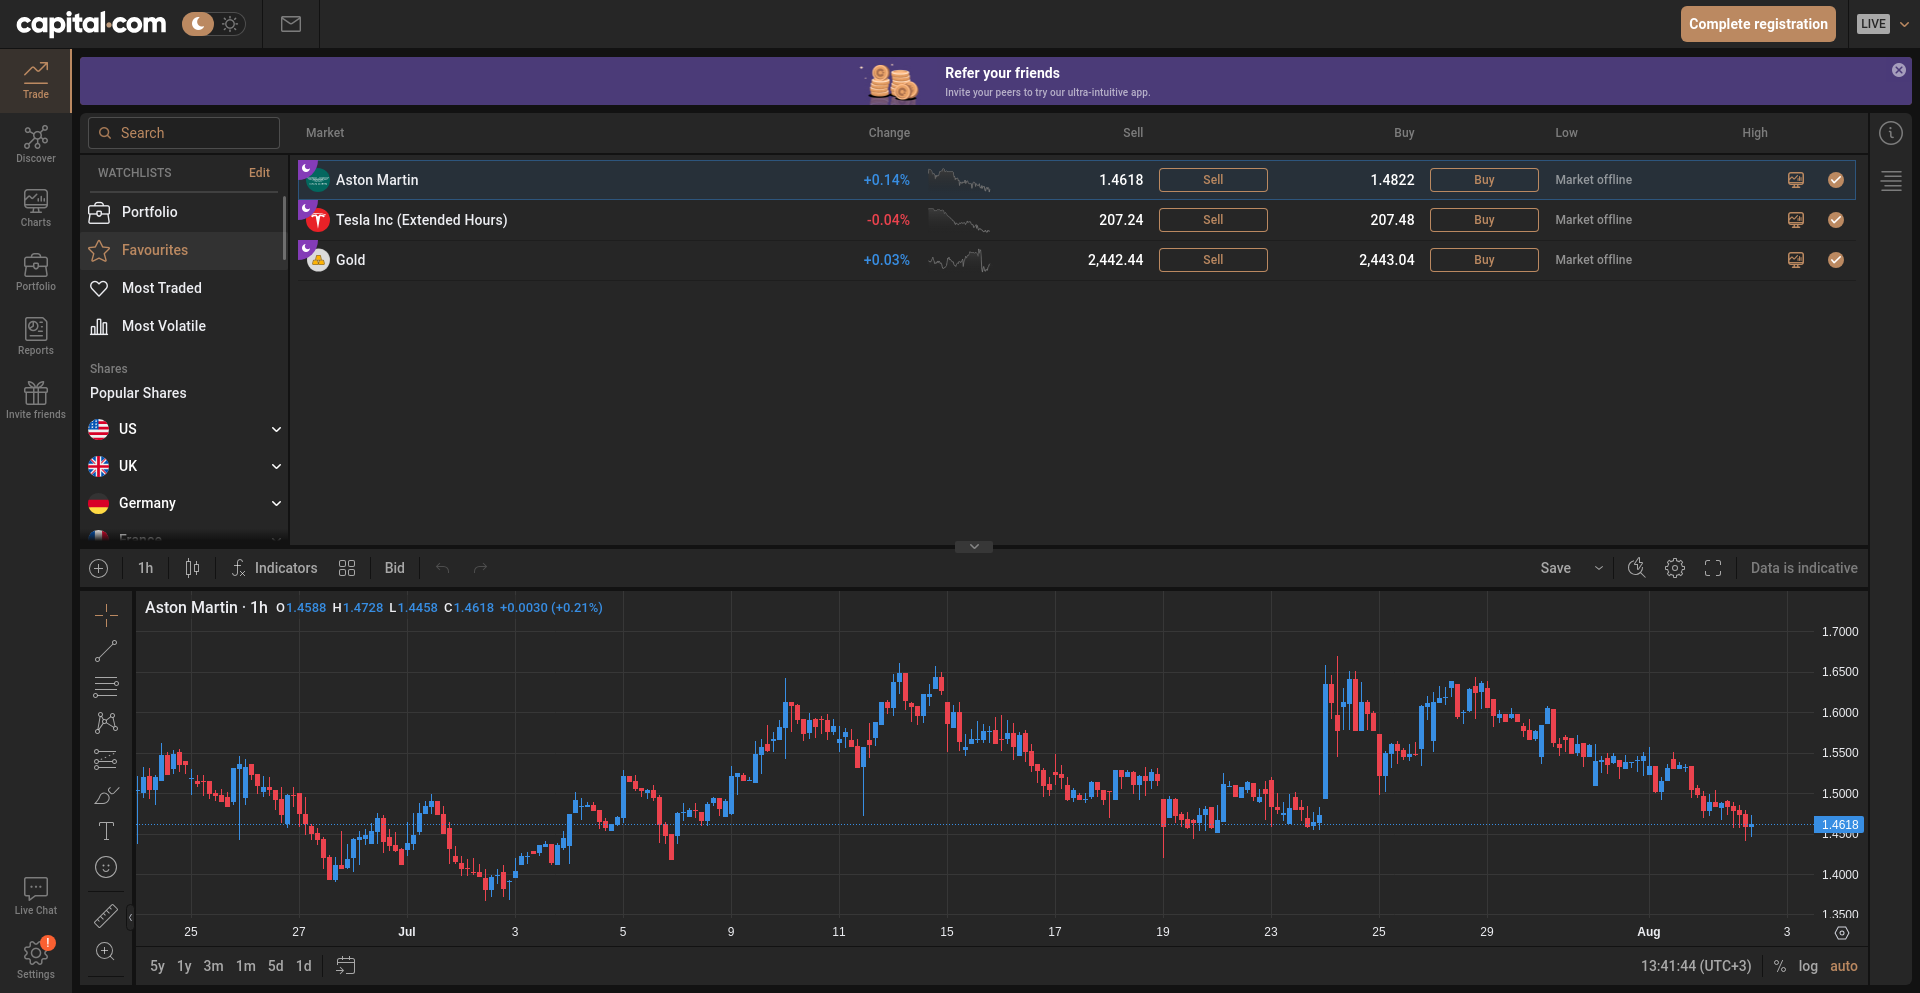 capital.com
Complete registration
LIVE
Trade
Discover
Charts
Portfolio
Reports
Invite friends
Live Chat
!
Settings
Refer your friends
Invite your peers to try our ultra-intuitive app.
Search
WATCHLISTS Edit
Portfolio
Favourites
Most Traded
Most Volatile
Shares
Popular Shares
US
UK
Germany
France
Market Change Sell Buy Low High
Aston Martin +0.14% 1.4618 Sell 1.4822 Buy Market offline
Tesla Inc (Extended Hours) -0.04% 207.24 Sell 207.48 Buy Market offline
Gold +0.03% 2,442.44 Sell 2,443.04 Buy Market offline
1h Indicators Bid Save Data is indicative
Aston Martin · 1h O1.4588 H1.4728 L1.4458 C1.4618 +0.0030 (+0.21%)
1.7000
1.6500
1.6000
1.5500
1.5000
1.4618
1.4500
1.4000
1.3500
25 27 Jul 3 5 9 11 15 17 19 23 25 29 Aug 3
5y 1y 3m 1m 5d 1d 13:41:44 (UTC+3) % log auto